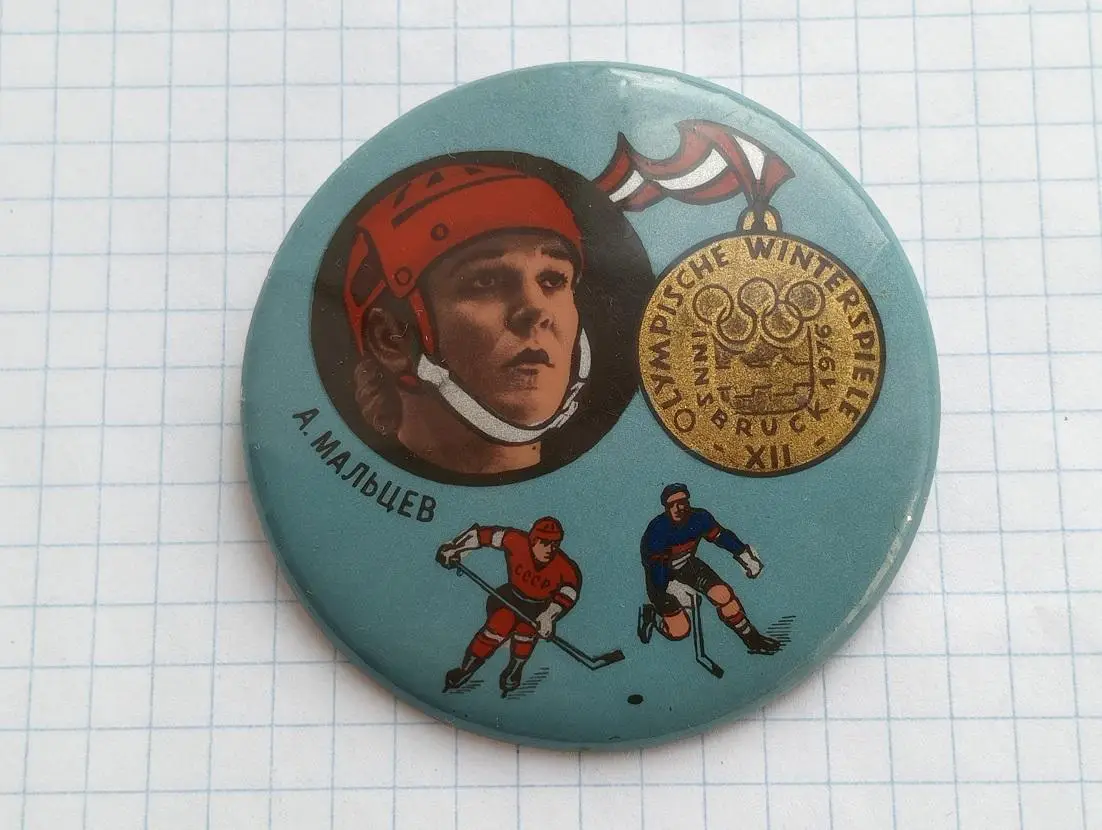 OLYMPISCHE WINTERSPIELE
INNSBRUCK 1976
XII
А. МАЛЬЦЕВ
СССР